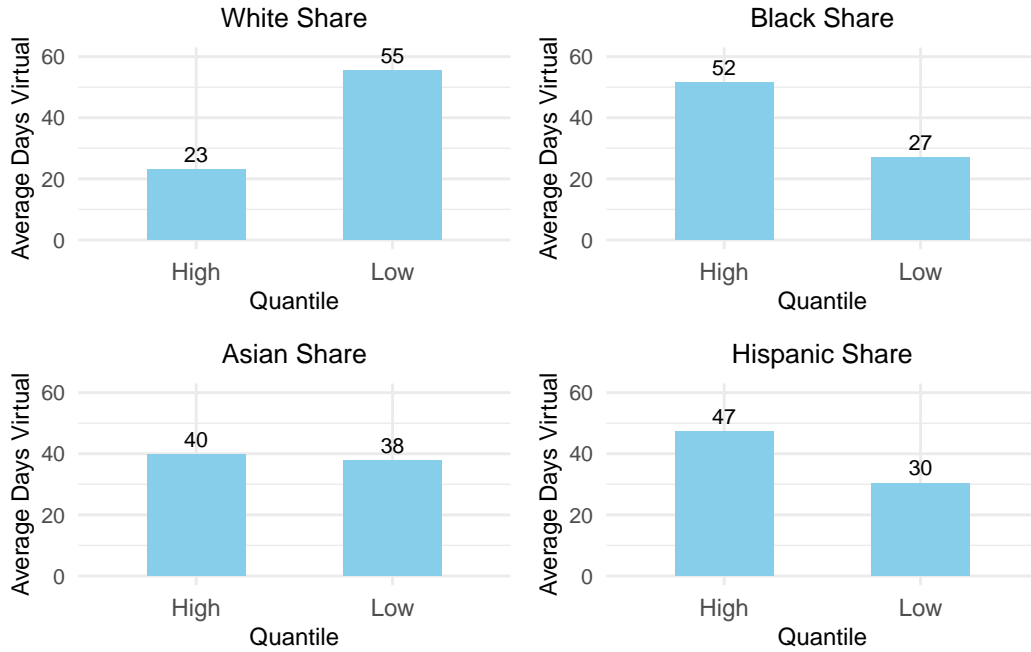 White Share
Average Days Virtual
60
40
20
0
23
55
High
Low
Quantile
Black Share
Average Days Virtual
60
40
20
0
52
27
High
Low
Quantile
Asian Share
Average Days Virtual
60
40
20
0
40
38
High
Low
Quantile
Hispanic Share
Average Days Virtual
60
40
20
0
47
30
High
Low
Quantile